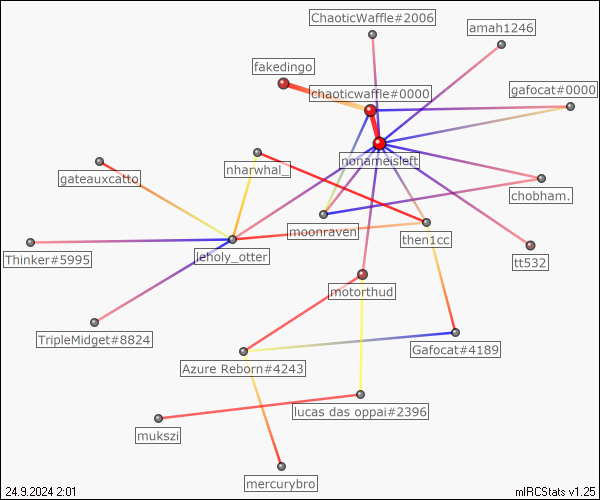 ChaoticWaffle#2006
amah1246
fakedingo
chaoticwaffle#0000
gafocat#0000
nonameisleft
nharwhal_
gateauxcatto
chobham.
moonraven
then1cc
leholy_otter
Thinker#5995
tt532
motorthud
TripleMidget#8824
Gafocat#4189
Azure Reborn#4243
lucas das oppai#2396
mukszi
mercurybro
24.9.2024 2:01
mIRCStats v1.25